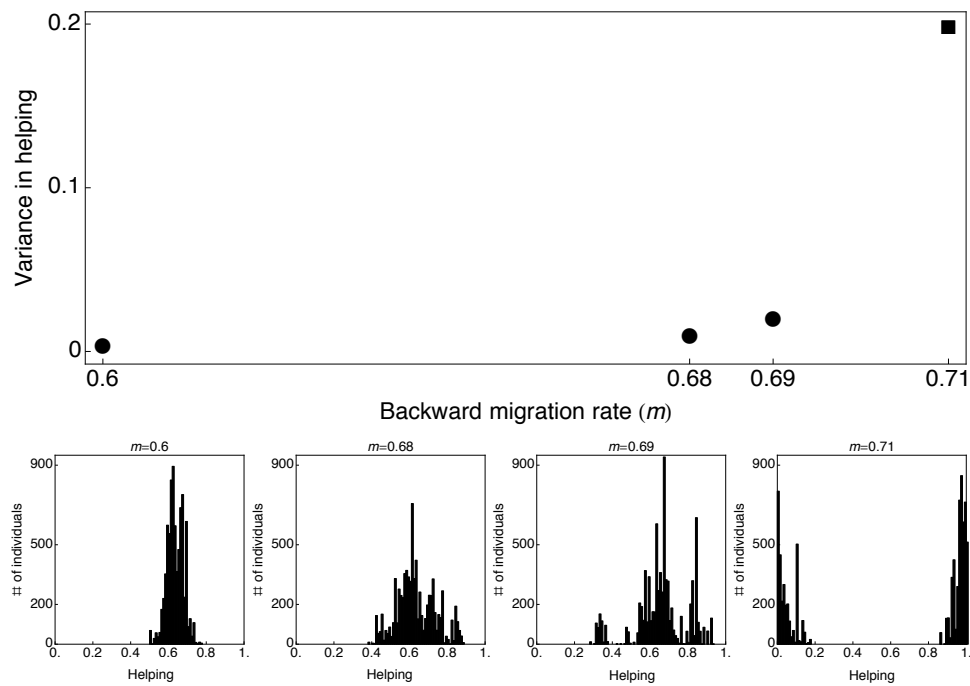 0.2
0.1
0
Variance in helping
0.6 0.68 0.69 0.71
Backward migration rate (m)
m=0.6 m=0.68 m=0.69 m=0.71
900 900 900 900
500 500 500 500
200 200 200 200
0 0 0 0
# of individuals # of individuals # of individuals # of individuals
0. 0.2 0.4 0.6 0.8 1. 0. 0.2 0.4 0.6 0.8 1. 0. 0.2 0.4 0.6 0.8 1. 0. 0.2 0.4 0.6 0.8 1.
Helping Helping Helping Helping